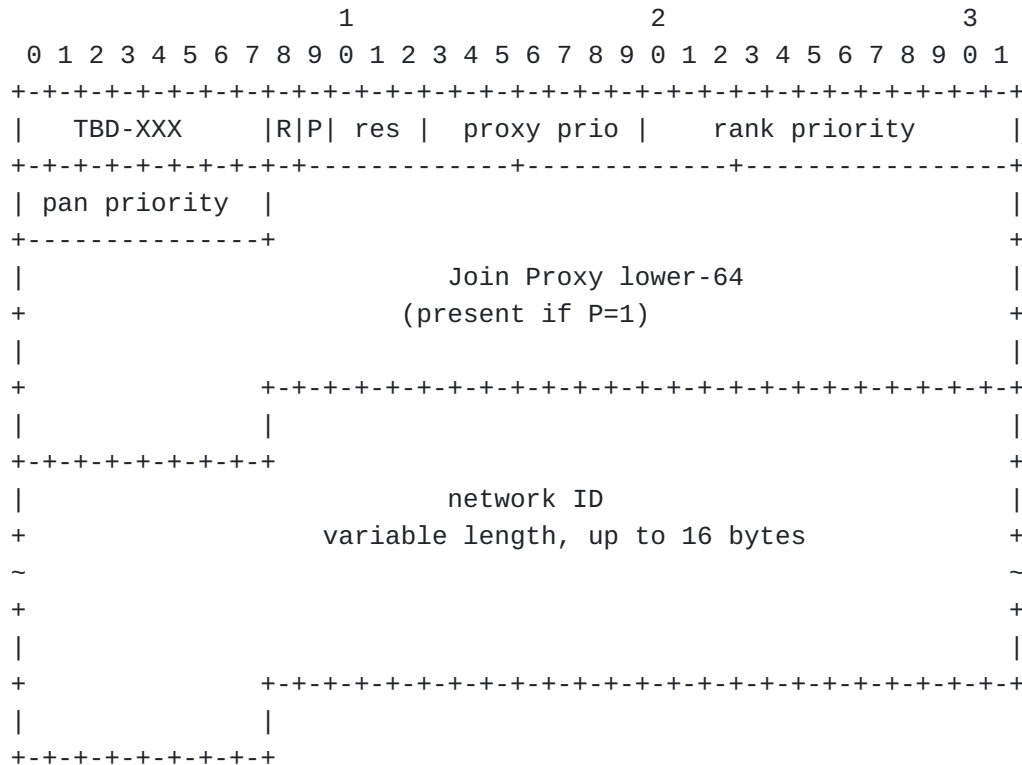 1                   2                   3
 0 1 2 3 4 5 6 7 8 9 0 1 2 3 4 5 6 7 8 9 0 1 2 3 4 5 6 7 8 9 0 1
+-+-+-+-+-+-+-+-+-+-+-+-+-+-+-+-+-+-+-+-+-+-+-+-+-+-+-+-+-+-+-+-+
|   TBD-XXX     |R|P| res |  proxy prio |    rank priority      |
+-+-+-+-+-+-+-+-+-+-------------+-------------+-----------------+
| pan priority  |                                               |
+---------------+                                               +
|                           Join Proxy lower-64                 |
+                        (present if P=1)                       +
|                                                               |
+               +-+-+-+-+-+-+-+-+-+-+-+-+-+-+-+-+-+-+-+-+-+-+-+-+
|               |                                               |
+-+-+-+-+-+-+-+-+                                               +
|                           network ID                          |
+                   variable length, up to 16 bytes             +
~                                                               ~
+                                                               +
|                                                               |
+               +-+-+-+-+-+-+-+-+-+-+-+-+-+-+-+-+-+-+-+-+-+-+-+-+
|               |
+-+-+-+-+-+-+-+-+